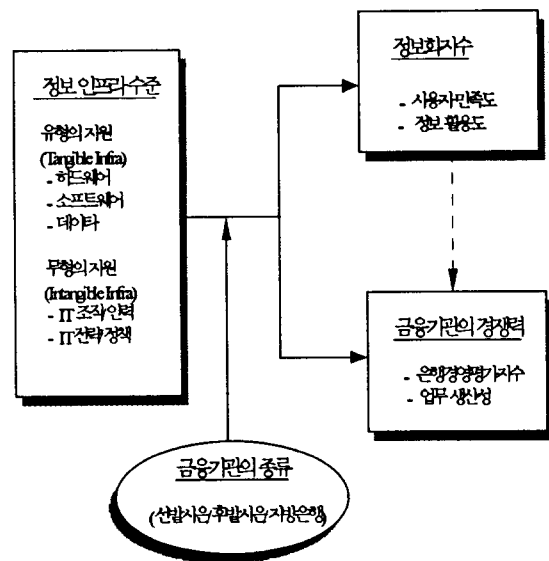 정보 인프라 수준
유형의 자원
(Tangible Infra)
- 하드웨어
- 소프트웨어
- 데이타
무형의 자원
(Intangible Infra)
- IT 조직/인력
- IT 전략/정책
정보화지수
- 사용자 만족도
- 정보 활용도
금융기관의 경쟁력
- 은행경영평가지수
- 업무 생산성
금융기관의 종류
(선발시은/후발시은/지방은행)